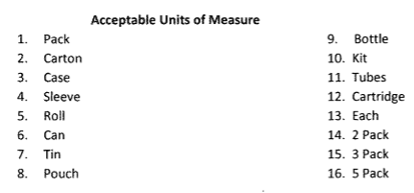 Acceptable Units of Measure
1. Pack
2. Carton
3. Case
4. Sleeve
5. Roll
6. Can
7. Tin
8. Pouch
9. Bottle
10. Kit
11. Tubes
12. Cartridge
13. Each
14. 2 Pack
15. 3 Pack
16. 5 Pack